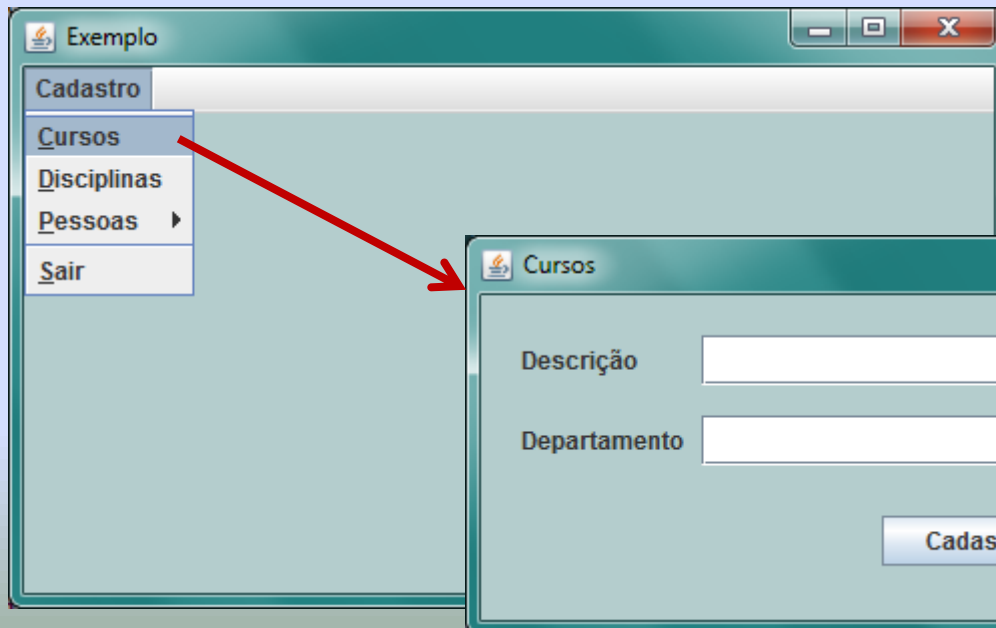 Exemplo
Cadastro
Cursos
Disciplinas
Pessoas
Sair
Cursos
Descrição
Departamento
Cadas